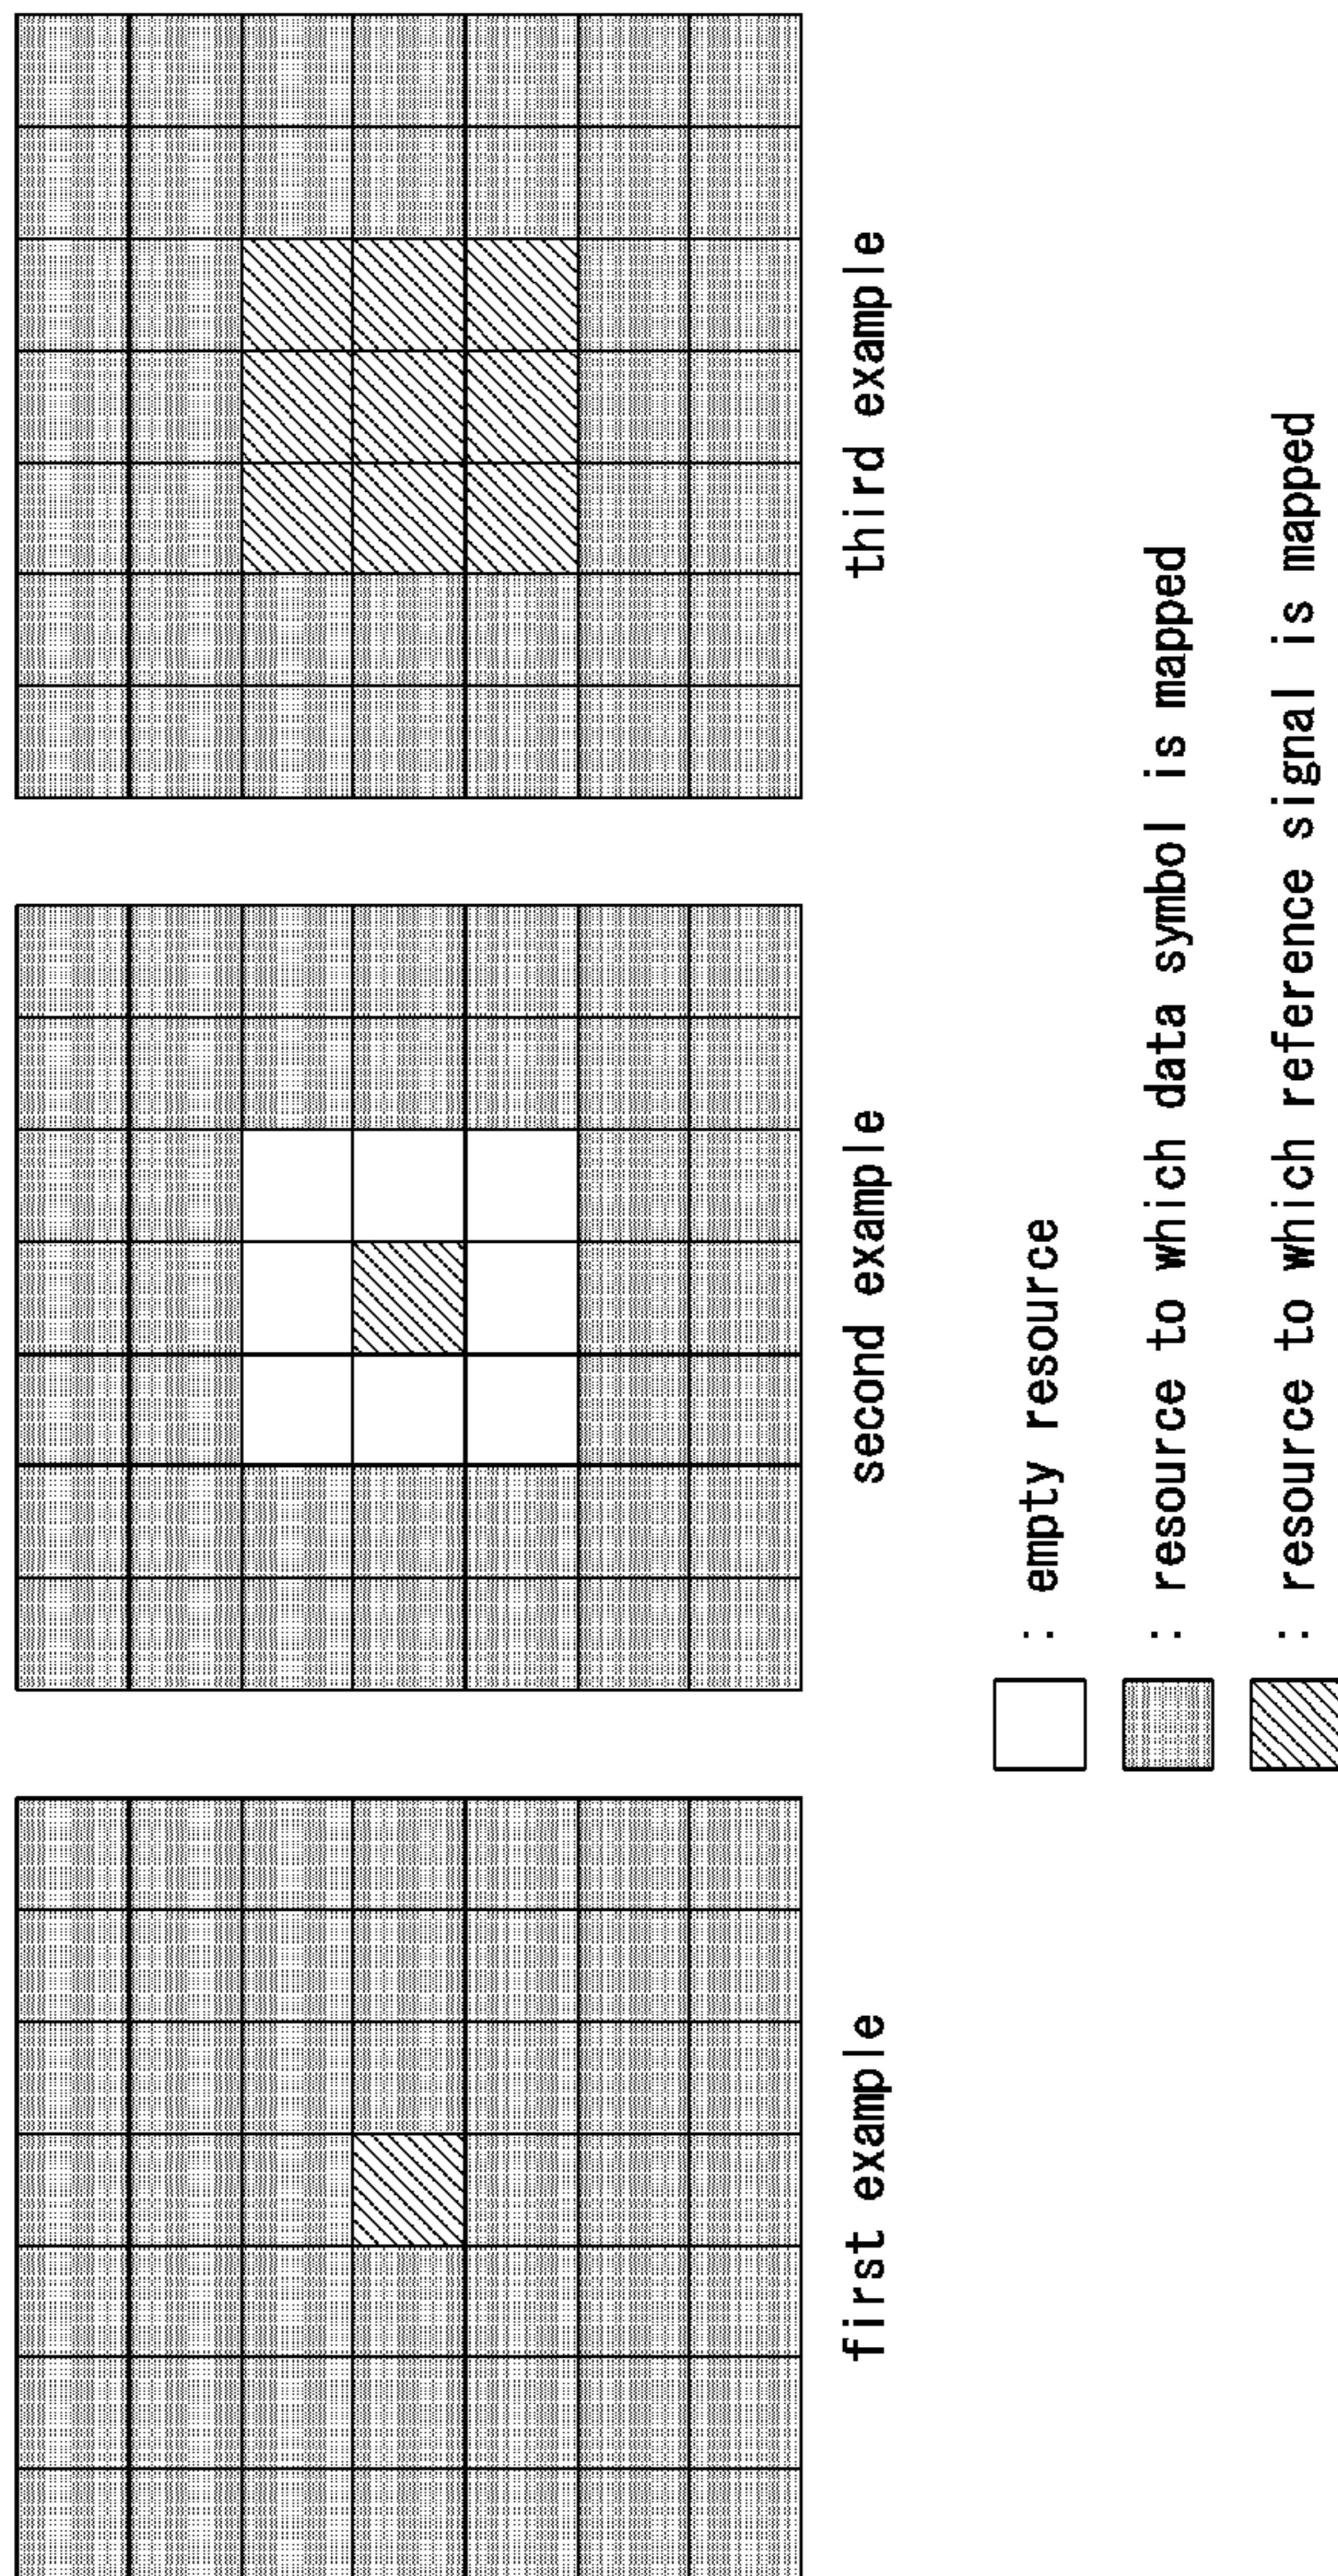 first example
second example
third example
: empty resource
: resource to which data symbol is mapped
: resource to which reference signal is mapped